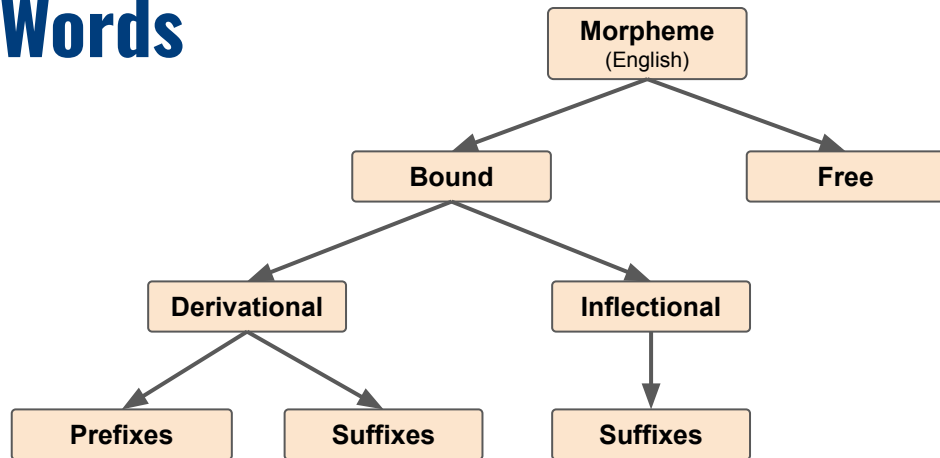 Words
Morpheme
(English)
Bound
Free
Derivational
Inflectional
Prefixes
Suffixes
Suffixes